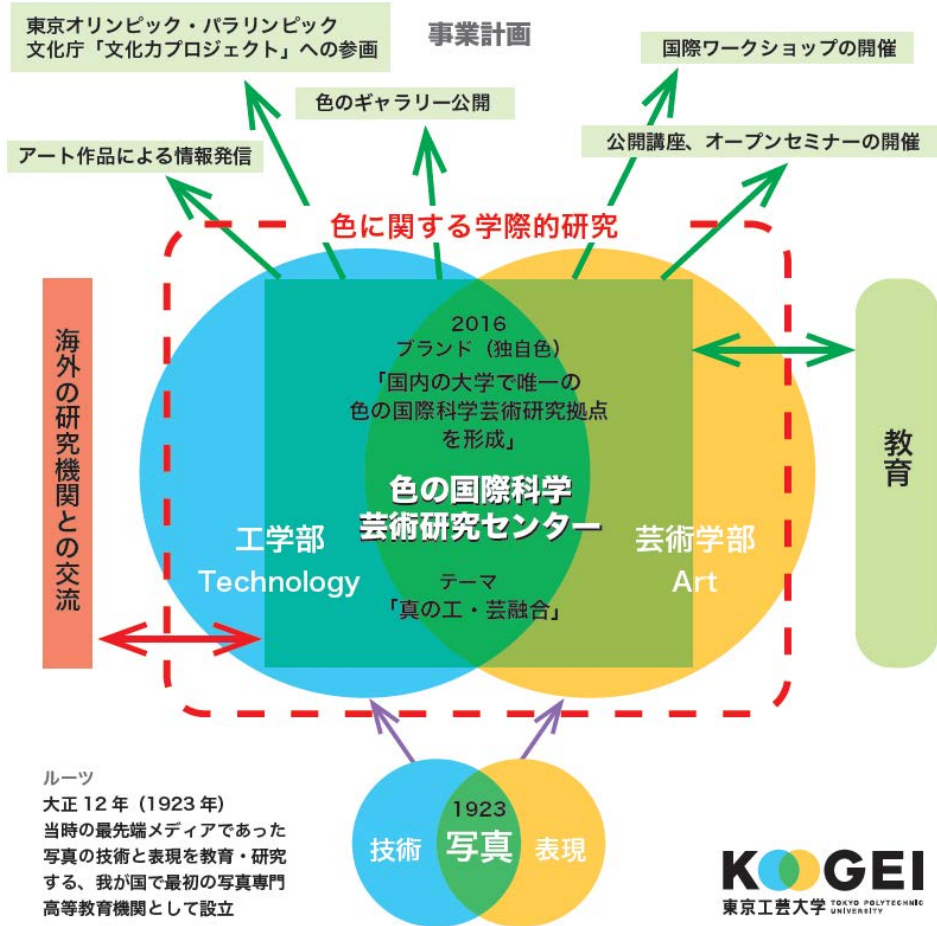 事業計画
東京オリンピック・パラリンピック
文化庁「文化力プロジェクト」への参画
国際ワークショップの開催
色のギャラリー公開
アート作品による情報発信
公開講座、オープンセミナーの開催
色に関する学際的研究
海外の研究機関との交流
2016
ブランド（独自色）
「国内の大学で唯一の
色の国際科学芸術研究拠点
を形成」
色の国際科学
芸術研究センター
工学部
Technology
芸術学部
Art
テーマ
「真の工・芸融合」
教育
ルーツ
大正 12 年（1923 年）
当時の最先端メディアであった
写真の技術と表現を教育・研究
する、我が国で最初の写真専門
高等教育機関として設立
1923
技術 写真 表現
KOOGEI
東京工芸大学 TOKYO POLYTECHNIC
UNIVERSITY